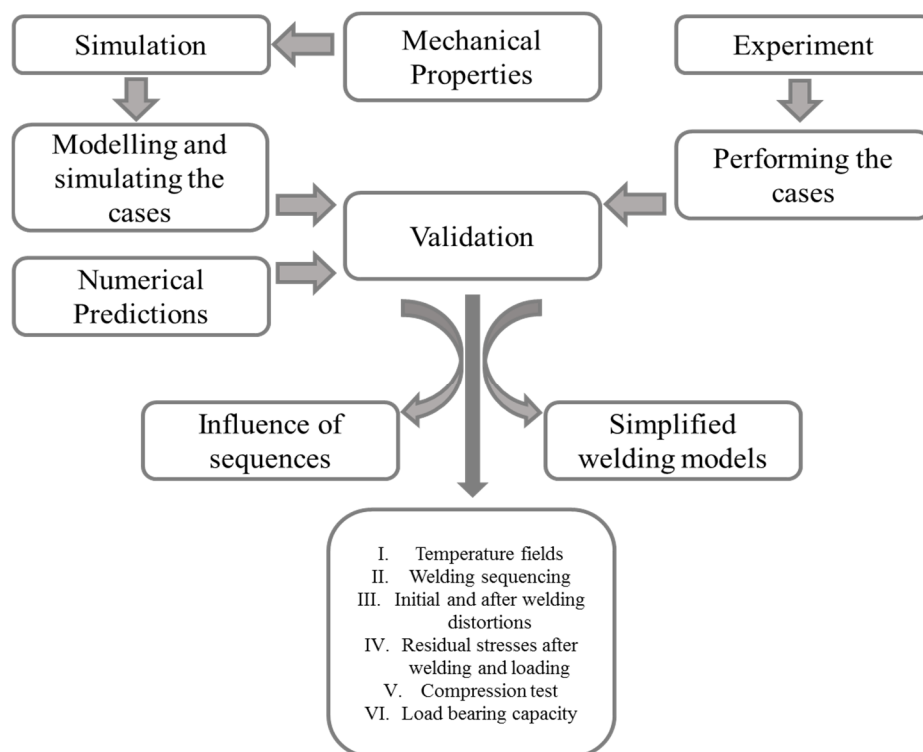 Simulation
Mechanical
Properties
Experiment
Modelling and
simulating the
cases
Performing the
cases
Validation
Numerical
Predictions
Influence of
sequences
Simplified
welding models
I. Temperature fields
II. Welding sequencing
III. Initial and after welding
distortions
IV. Residual stresses after
welding and loading
V. Compression test
VI. Load bearing capacity